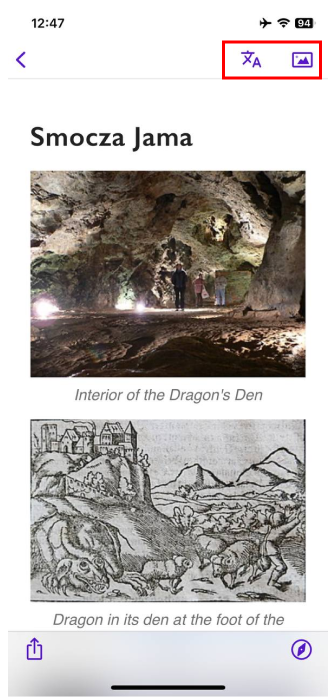 12:47
94
Smocza Jama
Interior of the Dragon's Den
Dragon in its den at the foot of the